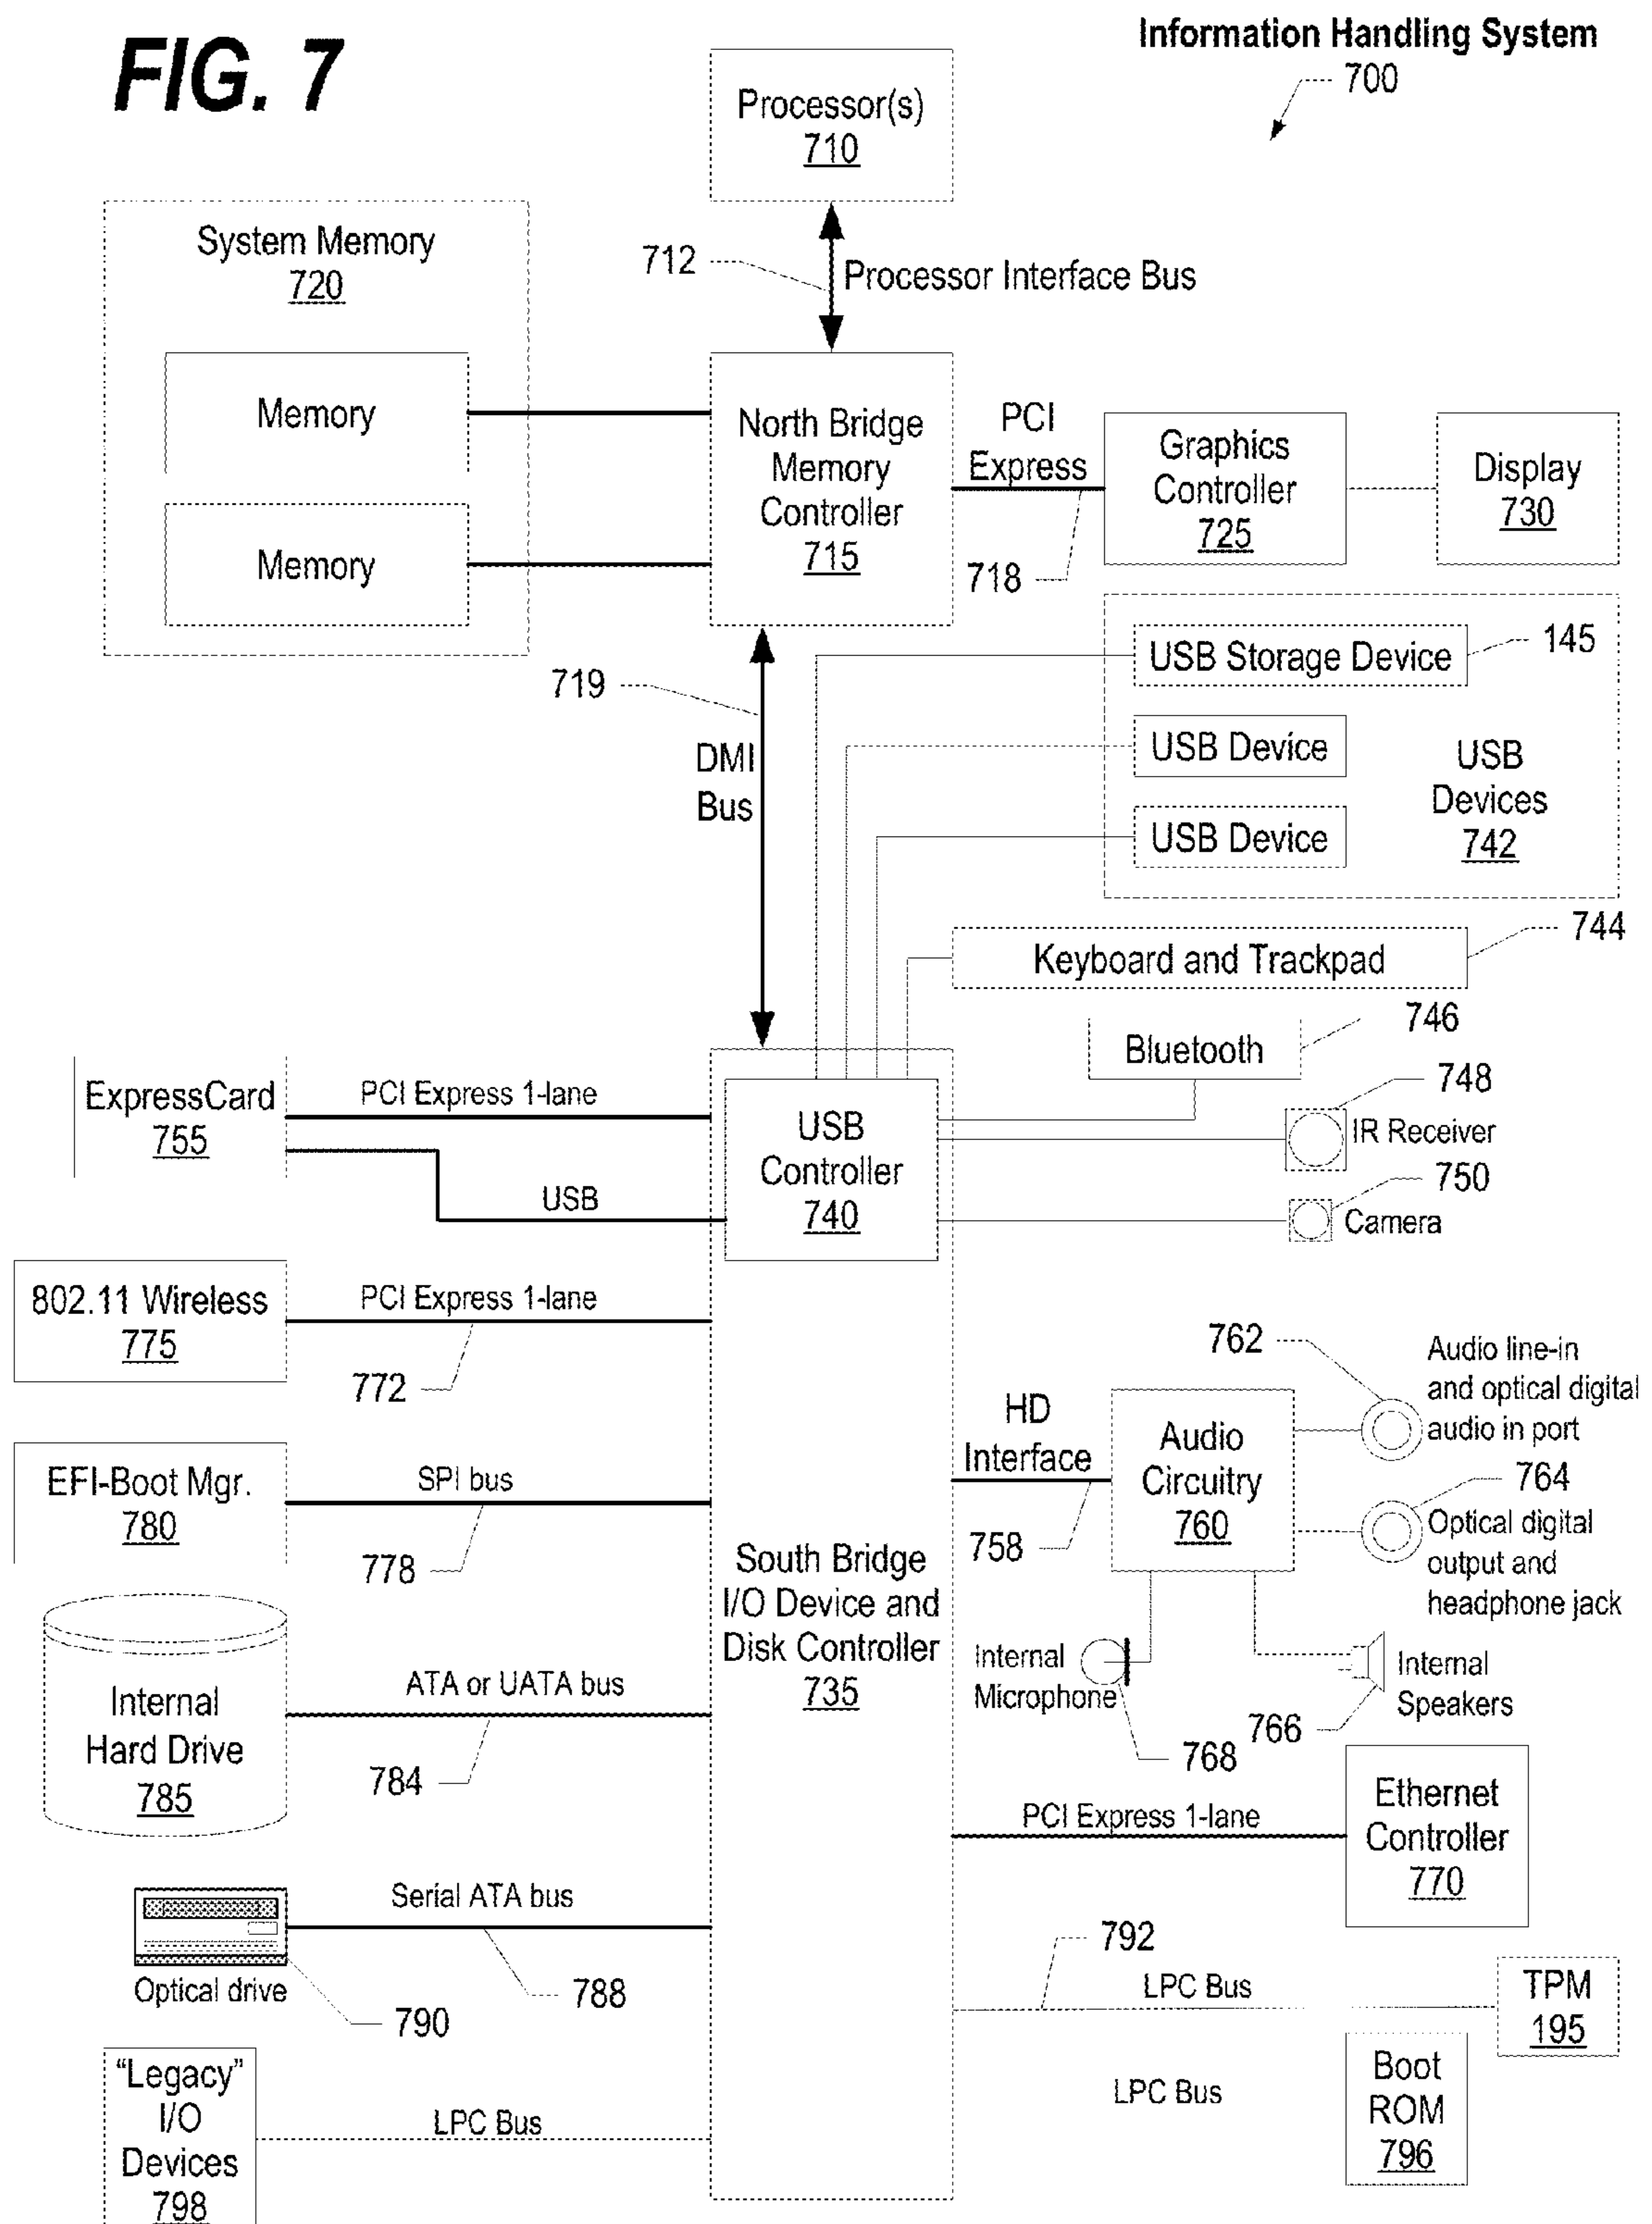 FIG. 7
Information Handling System
700
Processor(s)
710
712
Processor Interface Bus
System Memory
720
Memory
Memory
North Bridge
Memory
Controller
715
PCI
Express
718
Graphics
Controller
725
Display
730
719
DMI
Bus
USB Storage Device
145
USB Device
USB Device
USB
Devices
742
Keyboard and Trackpad
744
Bluetooth
746
748
IR Receiver
750
Camera
ExpressCard
755
PCI Express 1-lane
USB
USB
Controller
740
802.11 Wireless
775
PCI Express 1-lane
772
EFI-Boot Mgr.
780
SPI bus
778
Internal
Hard Drive
785
ATA or UATA bus
784
South Bridge
I/O Device and
Disk Controller
735
HD
Interface
758
Audio
Circuitry
760
762
Audio line-in
and optical digital
audio in port
764
Optical digital
output and
headphone jack
Internal
Microphone
768
Internal
Speakers
766
PCI Express 1-lane
Ethernet
Controller
770
Serial ATA bus
788
Optical drive
790
792
LPC Bus
TPM
195
LPC Bus
Boot
ROM
796
"Legacy"
I/O
Devices
798
LPC Bus